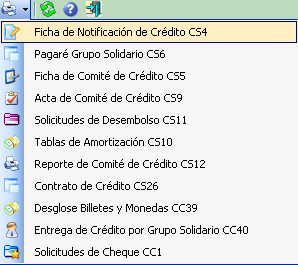 Ficha de Notificación de Crédito CS4
Pagaré Grupo Solidario CS6
Ficha de Comité de Crédito CS5
Acta de Comité de Crédito CS9
Solicitudes de Desembolso CS11
Tablas de Amortización CS10
Reporte de Comité de Crédito CS12
Contrato de Crédito CS26
Desglose Billetes y Monedas CC39
Entrega de Crédito por Grupo Solidario CC40
Solicitudes de Cheque CC1